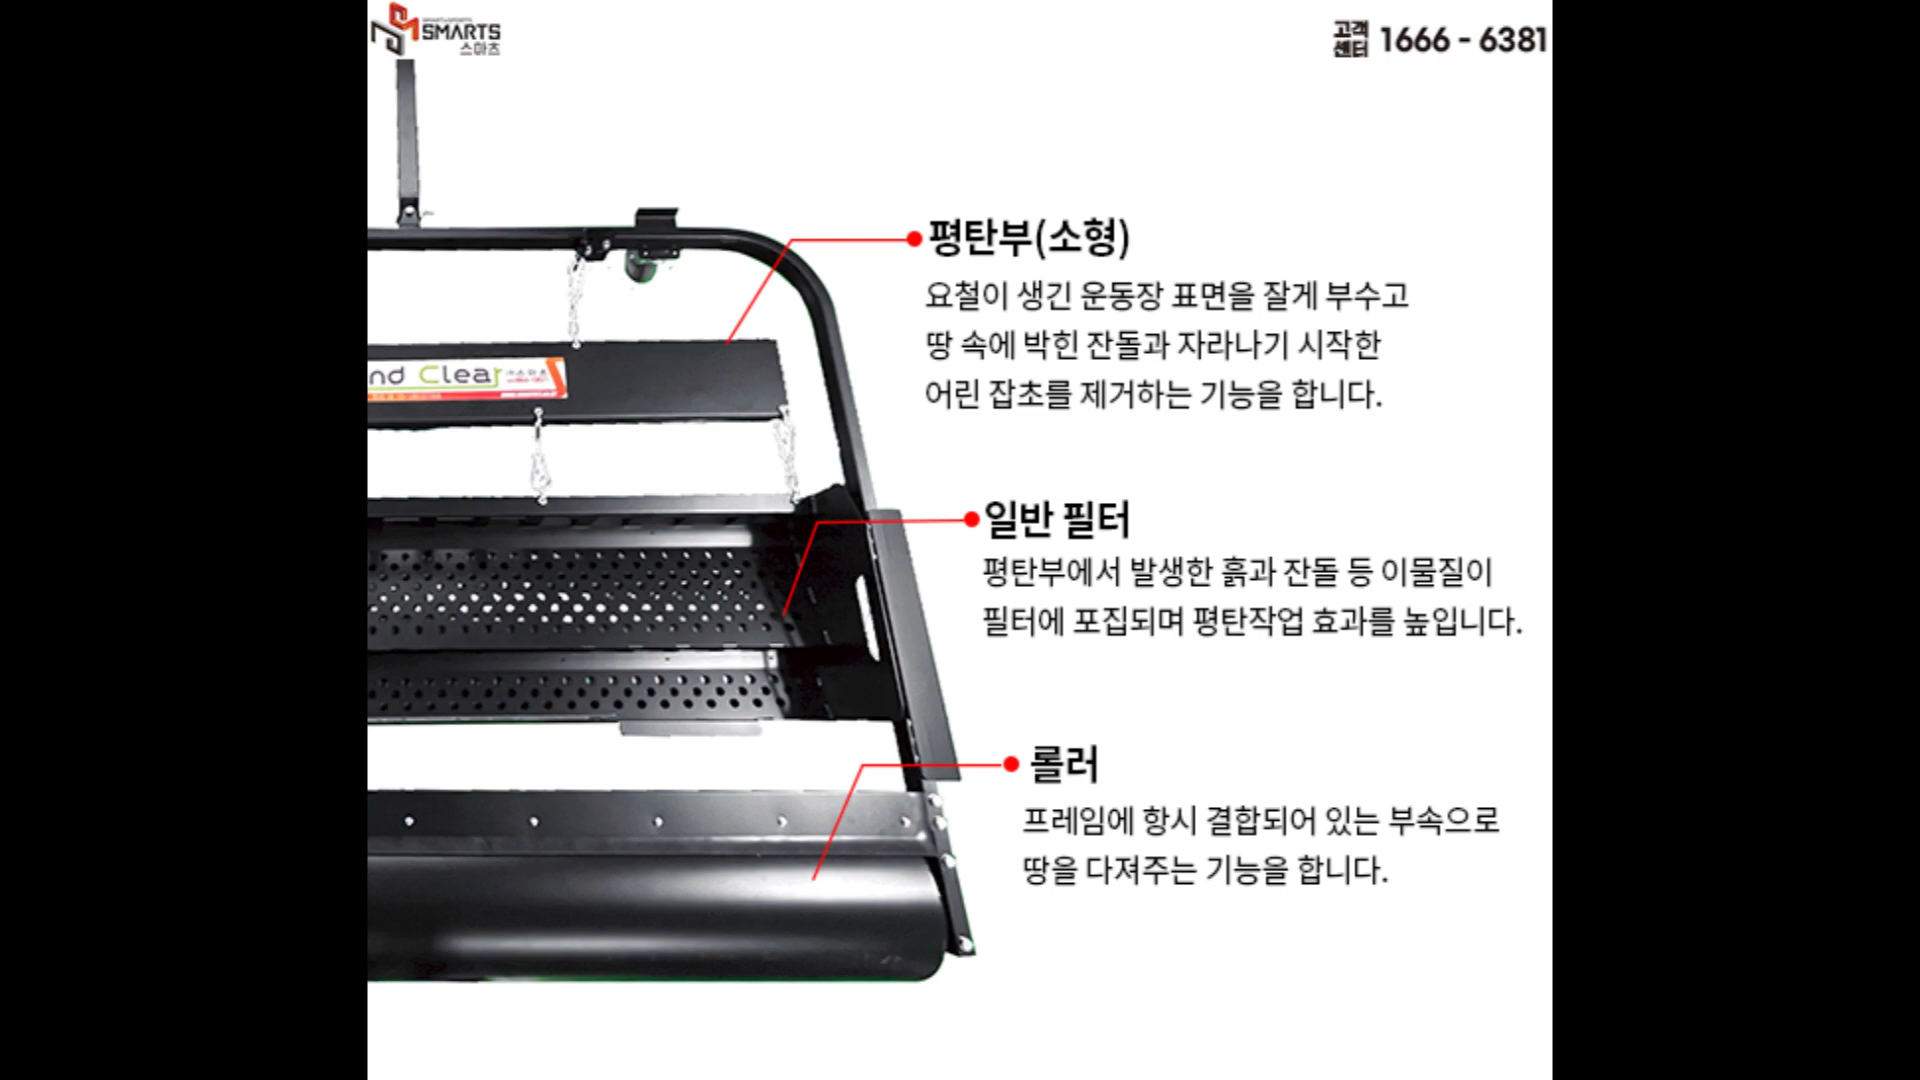 SMARTS
스마츠
고객
센터 1666 - 6381
평탄부(소형)
요철이 생긴 운동장 표면을 잘게 부수고
땅 속에 박힌 잔돌과 자라나기 시작한
어린 잡초를 제거하는 기능을 합니다.
nd Clear
일반 필터
평탄부에서 발생한 흙과 잔돌 등 이물질이
필터에 포집되며 평탄작업 효과를 높입니다.
롤러
프레임에 항시 결합되어 있는 부속으로
땅을 다져주는 기능을 합니다.